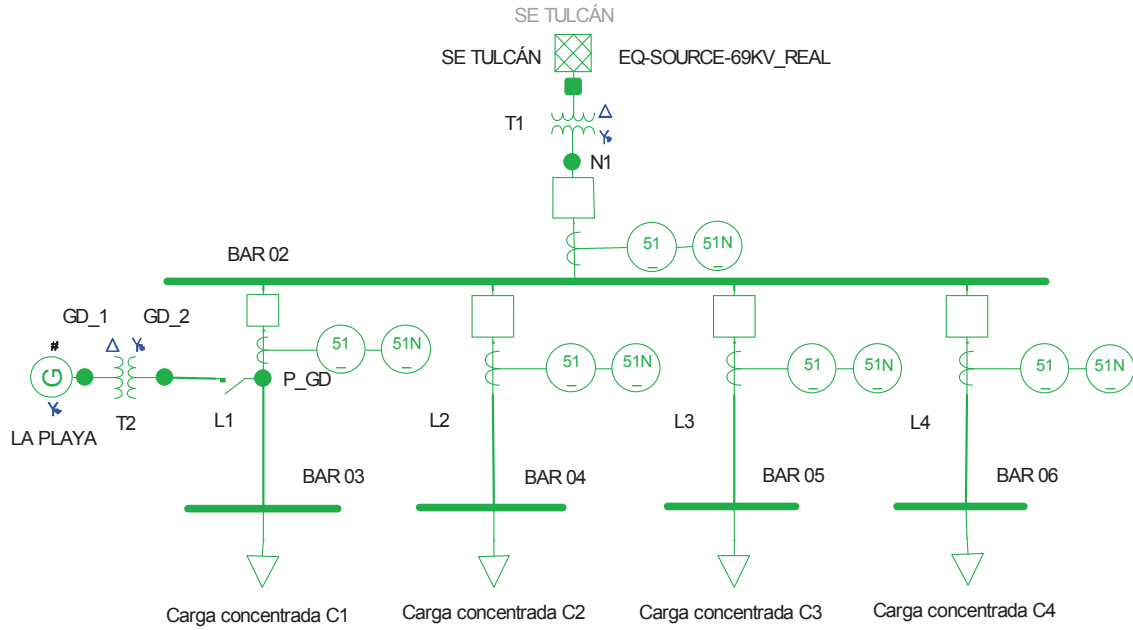 SE TULCÁN
SE TULCÁN EQ-SOURCE-69KV_REAL
T1
N1
51 51N
BAR 02
GD_1 GD_2
#
G
LA PLAYA
T2
L1
P_GD
51 51N
L2
51 51N
L3
51 51N
L4
51 51N
BAR 03
BAR 04
BAR 05
BAR 06
Carga concentrada C1
Carga concentrada C2
Carga concentrada C3
Carga concentrada C4